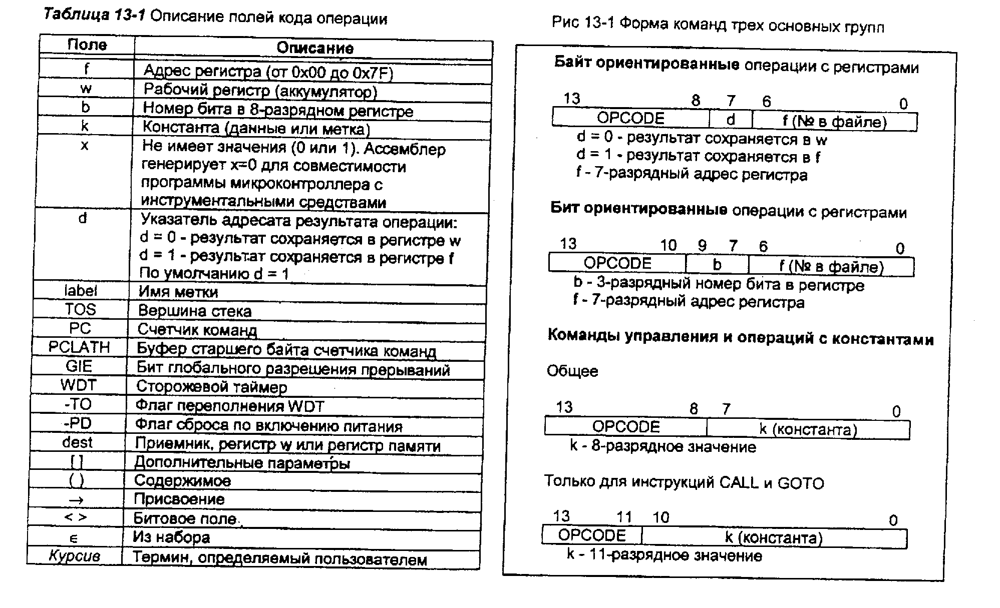 Таблица 13-1 Описание полей кода операции
Поле Описание
f Адрес регистра (от 0x00 до 0x7F)
w Рабочий регистр (аккумулятор)
b Номер бита в 8-разрядном регистре
k Константа (данные или метка)
x Не имеет значения (0 или 1). Ассемблер
генерирует x=0 для совместимости
программы микроконтроллера с
инструментальными средствами
d Указатель адресата результата операции:
d = 0 - результат сохраняется в регистре w
d = 1 - результат сохраняется в регистре f
По умолчанию d = 1
label Имя метки
TOS Вершина стека
PC Счетчик команд
PCLATH Буфер старшего байта счетчика команд
GIE Бит глобального разрешения прерываний
WDT Сторожевой таймер
-TO Флаг переполнения WDT
-PD Флаг сброса по включению питания
dest Приемник, регистр w или регистр памяти
[ ] Дополнительные параметры
( ) Содержимое
→ Присвоение
< > Битовое поле
∈ Из набора
Курсив Термин, определяемый пользователем
Рис 13-1 Форма команд трех основных групп
Байт ориентированные операции с регистрами
13 8 7 6 0
OPCODE d f (№ в файле)
d = 0 - результат сохраняется в w
d = 1 - результат сохраняется в f
f - 7-разрядный адрес регистра
Бит ориентированные операции с регистрами
13 10 9 7 6 0
OPCODE b f (№ в файле)
b - 3-разрядный номер бита в регистре
f - 7-разрядный адрес регистра
Команды управления и операций с константами
Общее
13 8 7 0
OPCODE k (константа)
k - 8-разрядное значение
Только для инструкций CALL и GOTO
13 11 10 0
OPCODE k (константа)
k - 11-разрядное значение